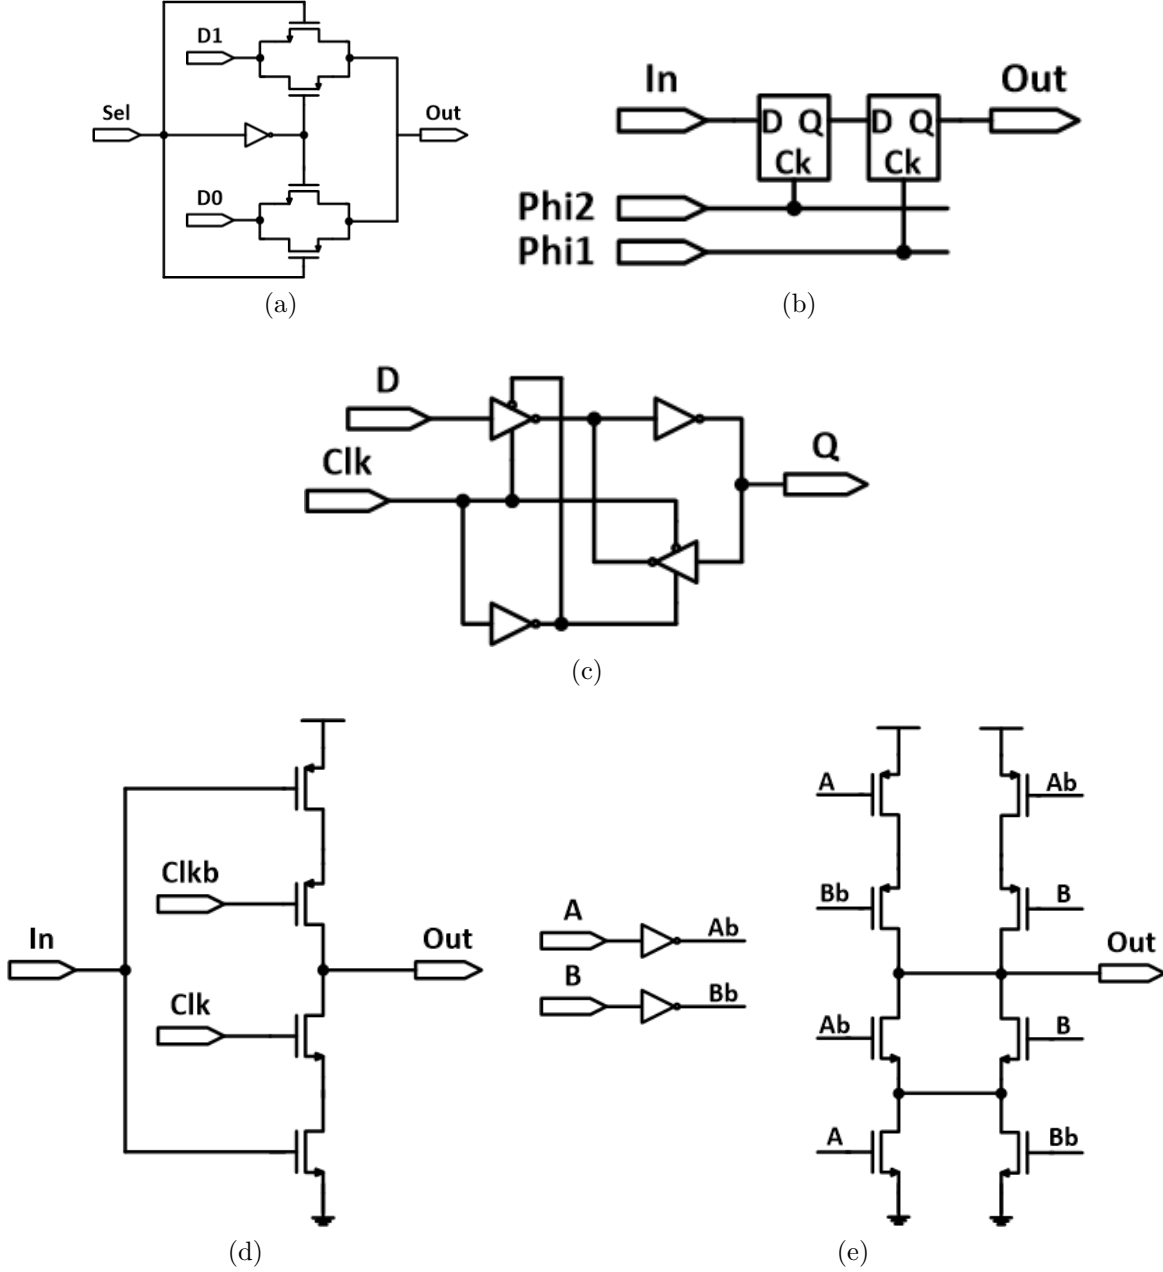 D1
Sel
Out
D0
(a)
In
Out
D Q
Ck
D Q
Ck
Phi2
Phi1
(b)
D
Clk
Q
(c)
Clkb
In
Out
Clk
(d)
A
Ab
B
Bb
A
Ab
Bb
B
Out
Ab
B
A
Bb
(e)